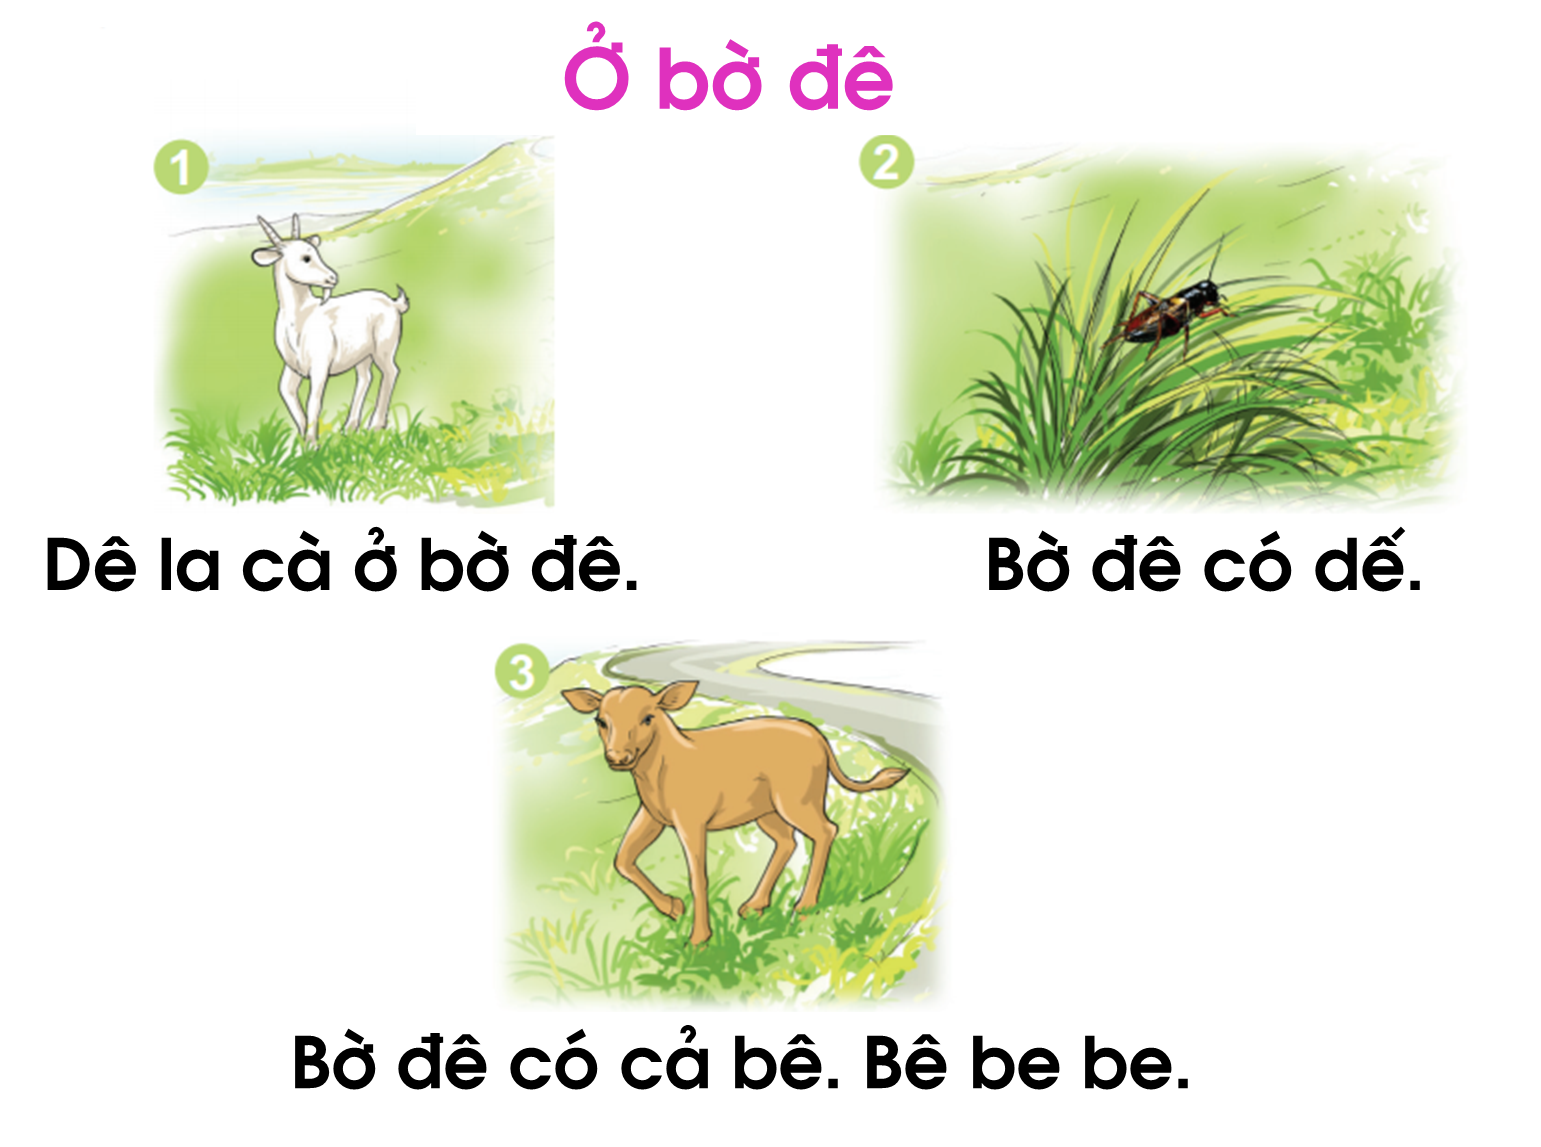 Ở bờ đê
1
Dê la cà ở bờ đê.
2
Bờ đê có dế.
3
Bờ đê có cả bê. Bê be be.